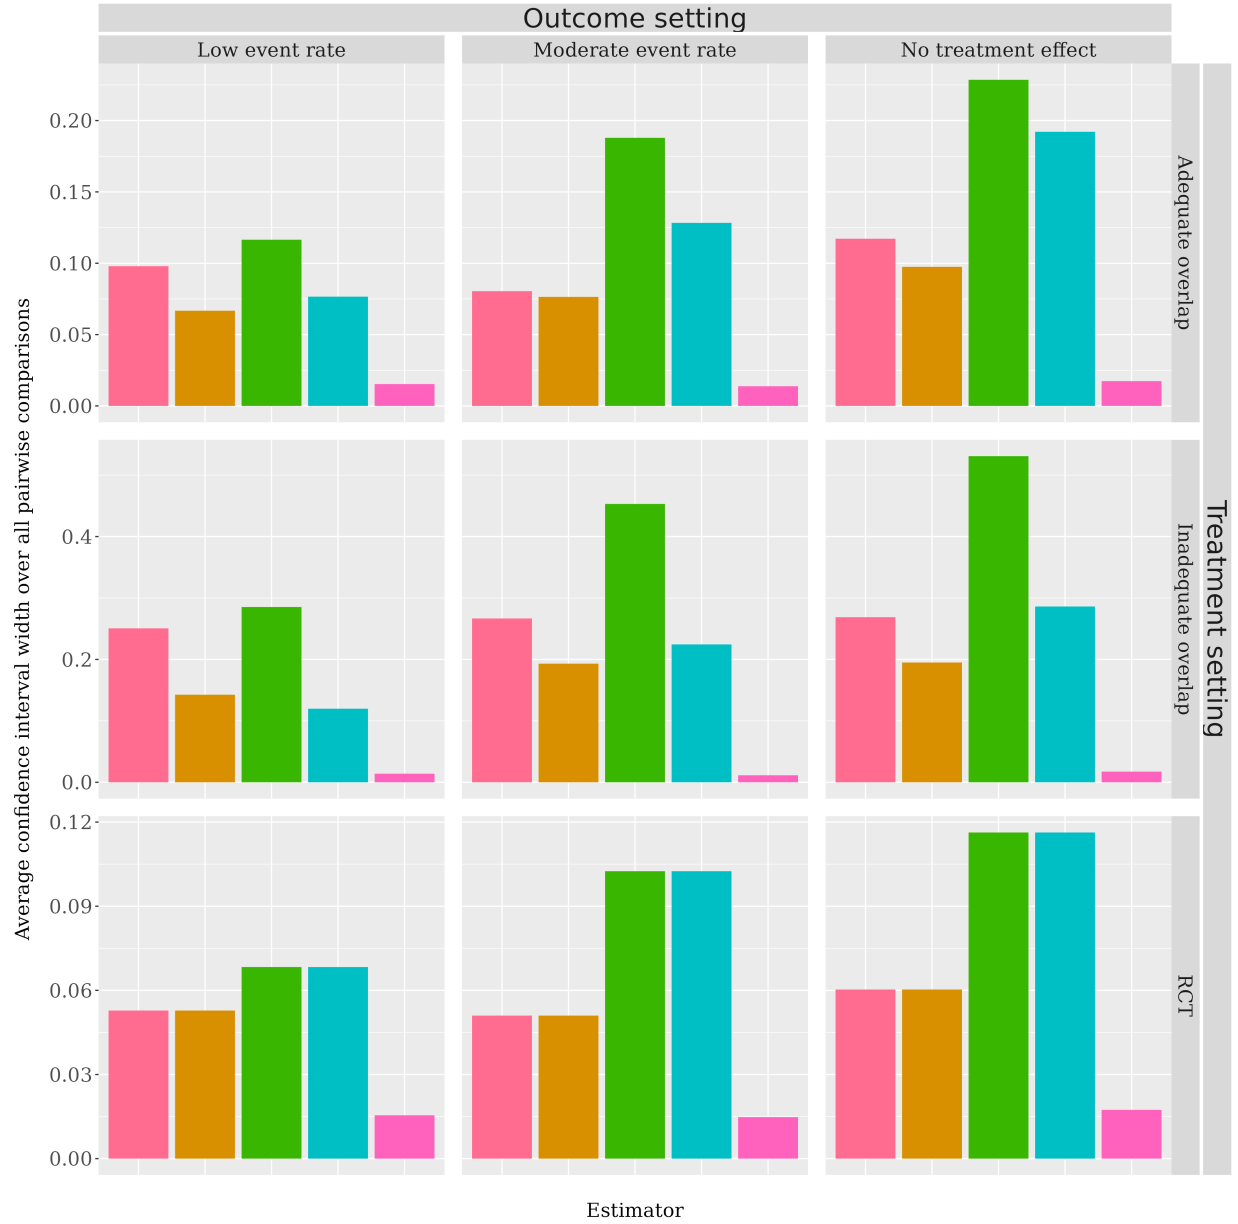 Outcome setting
Low event rate
Moderate event rate
No treatment effect
0.20
0.15
0.10
0.05
0.00
Adequate overlap
0.4
0.2
0.0
Inadequate overlap
0.12
0.09
0.06
0.03
0.00
RCT
Treatment setting
Average confidence interval width over all pairwise comparisons
Estimator